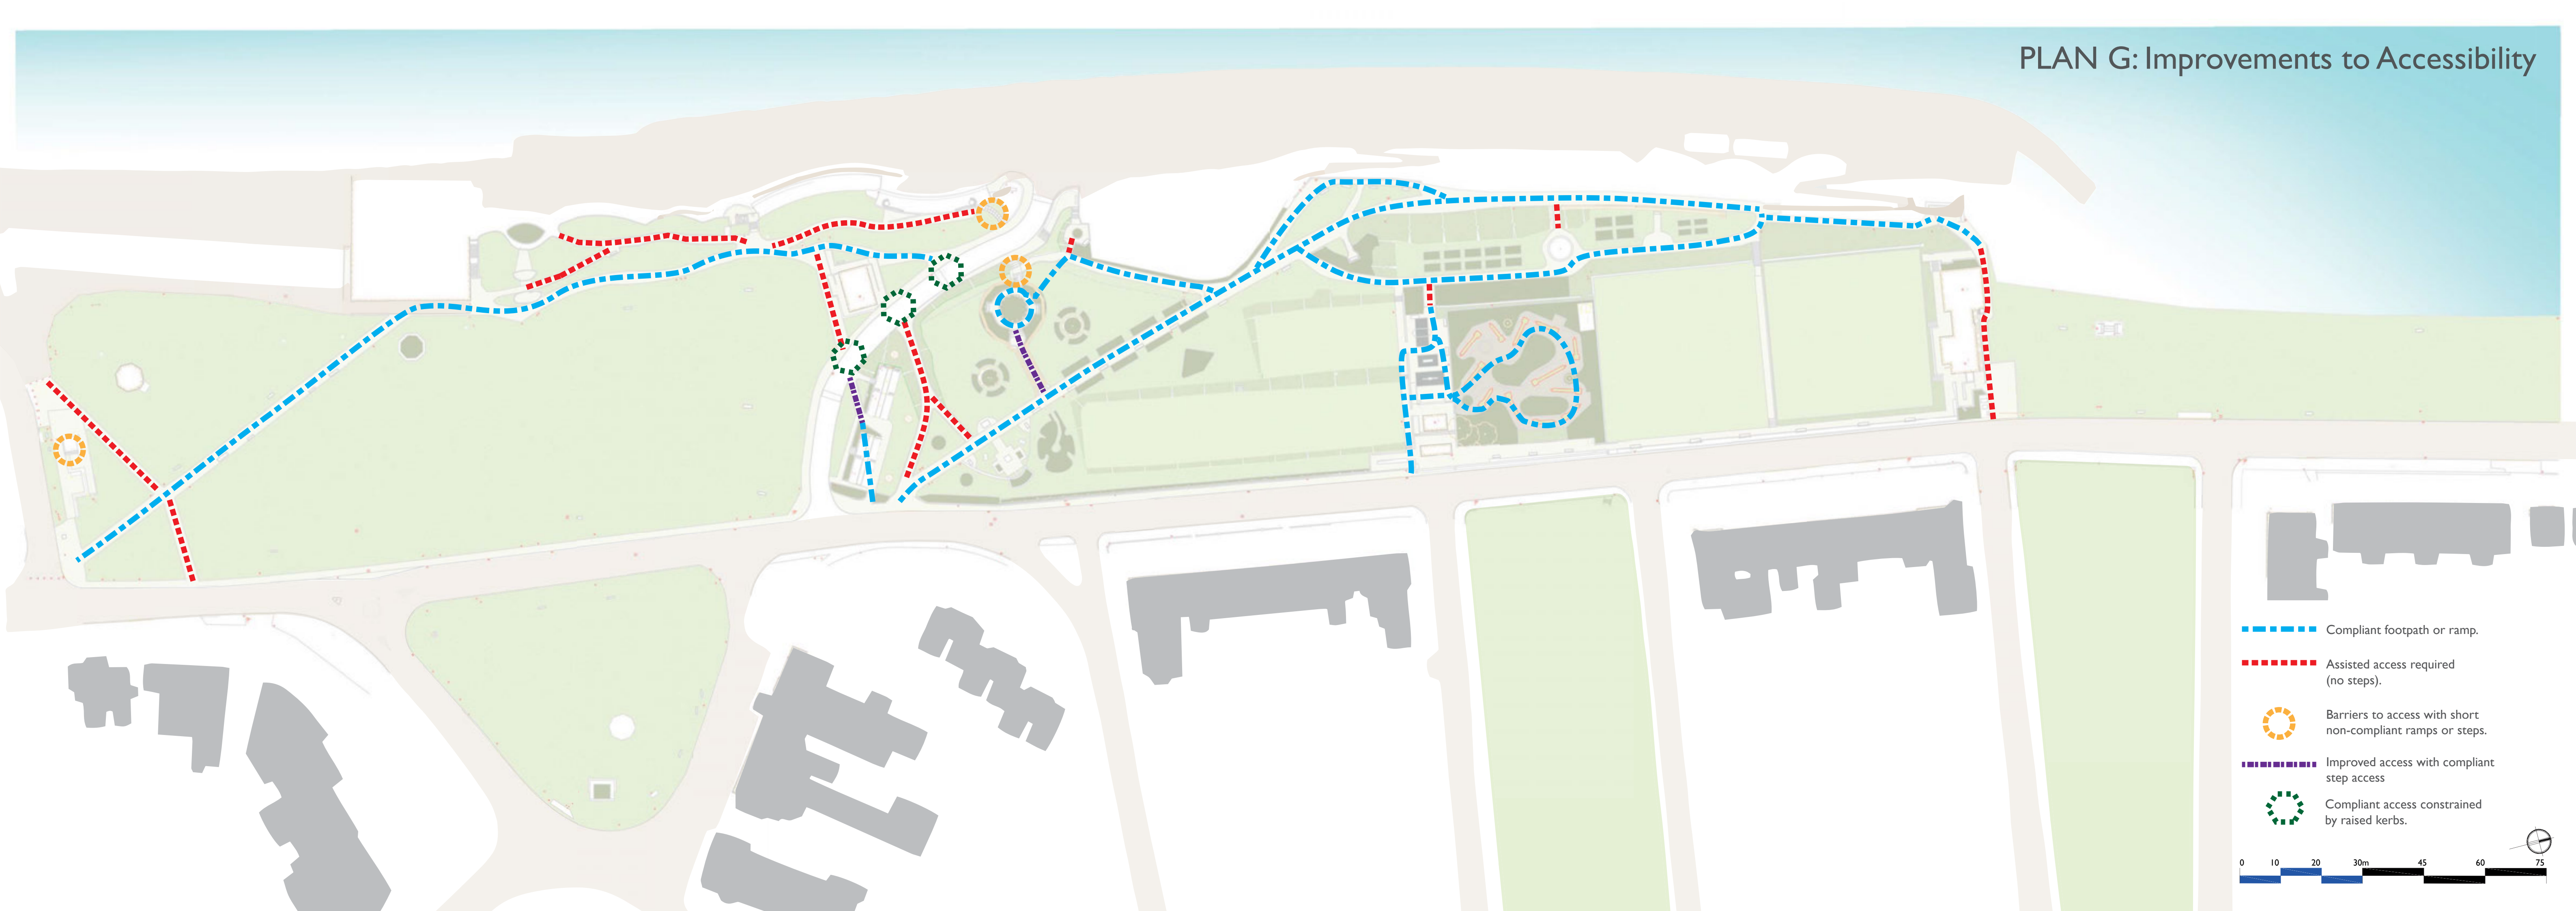 PLAN G: Improvements to Accessibility
Compliant footpath or ramp.
Assisted access required
(no steps).
Barriers to access with short
non-compliant ramps or steps.
Improved access with compliant
step access
Compliant access constrained
by raised kerbs.
0 10 20 30m 45 60 75